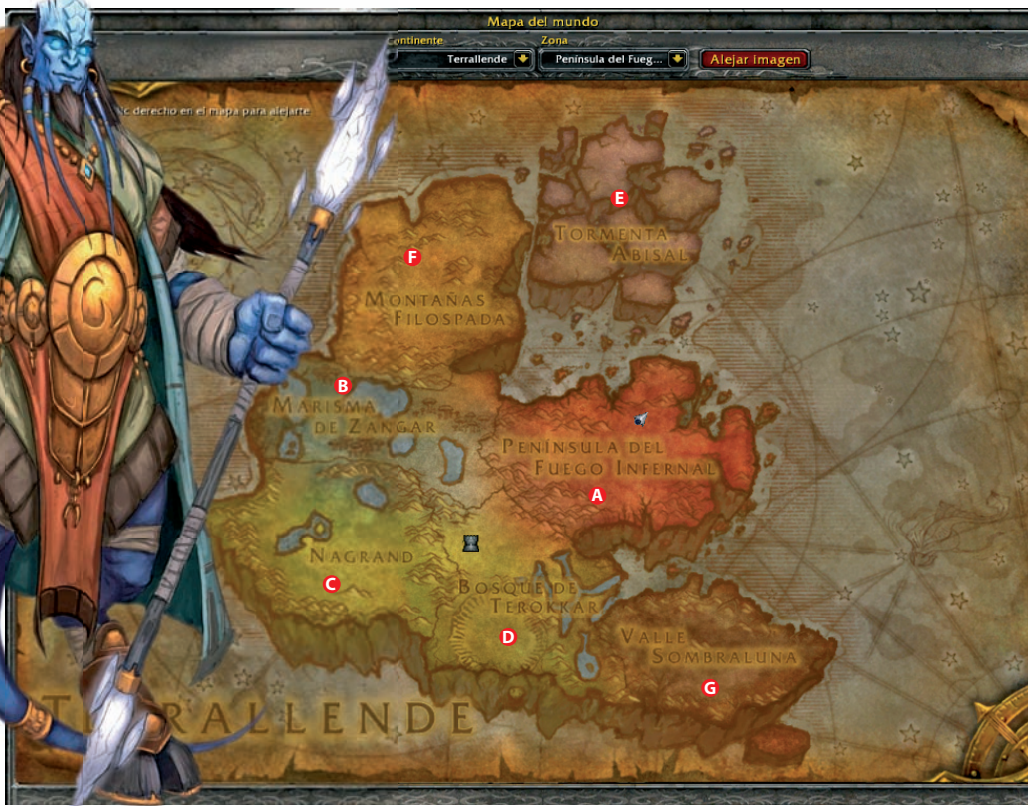 Mapa del mundo
ontinente
Zona
Terrallende
Península del Fueg...
Alejar imagen
derecho en el mapa para alejarte
E
TORMENTA
ABISAL
F
MONTAÑAS
FILOSPADA
B
MARISMA
DE ZANGAR
PENÍNSULA DEL
FUEGO INFERNAL
A
NAGRAND
C
BOSQUE DE
TEROKKAR
D
VALLE
SOMBRALUNA
G
TERRALLENDE